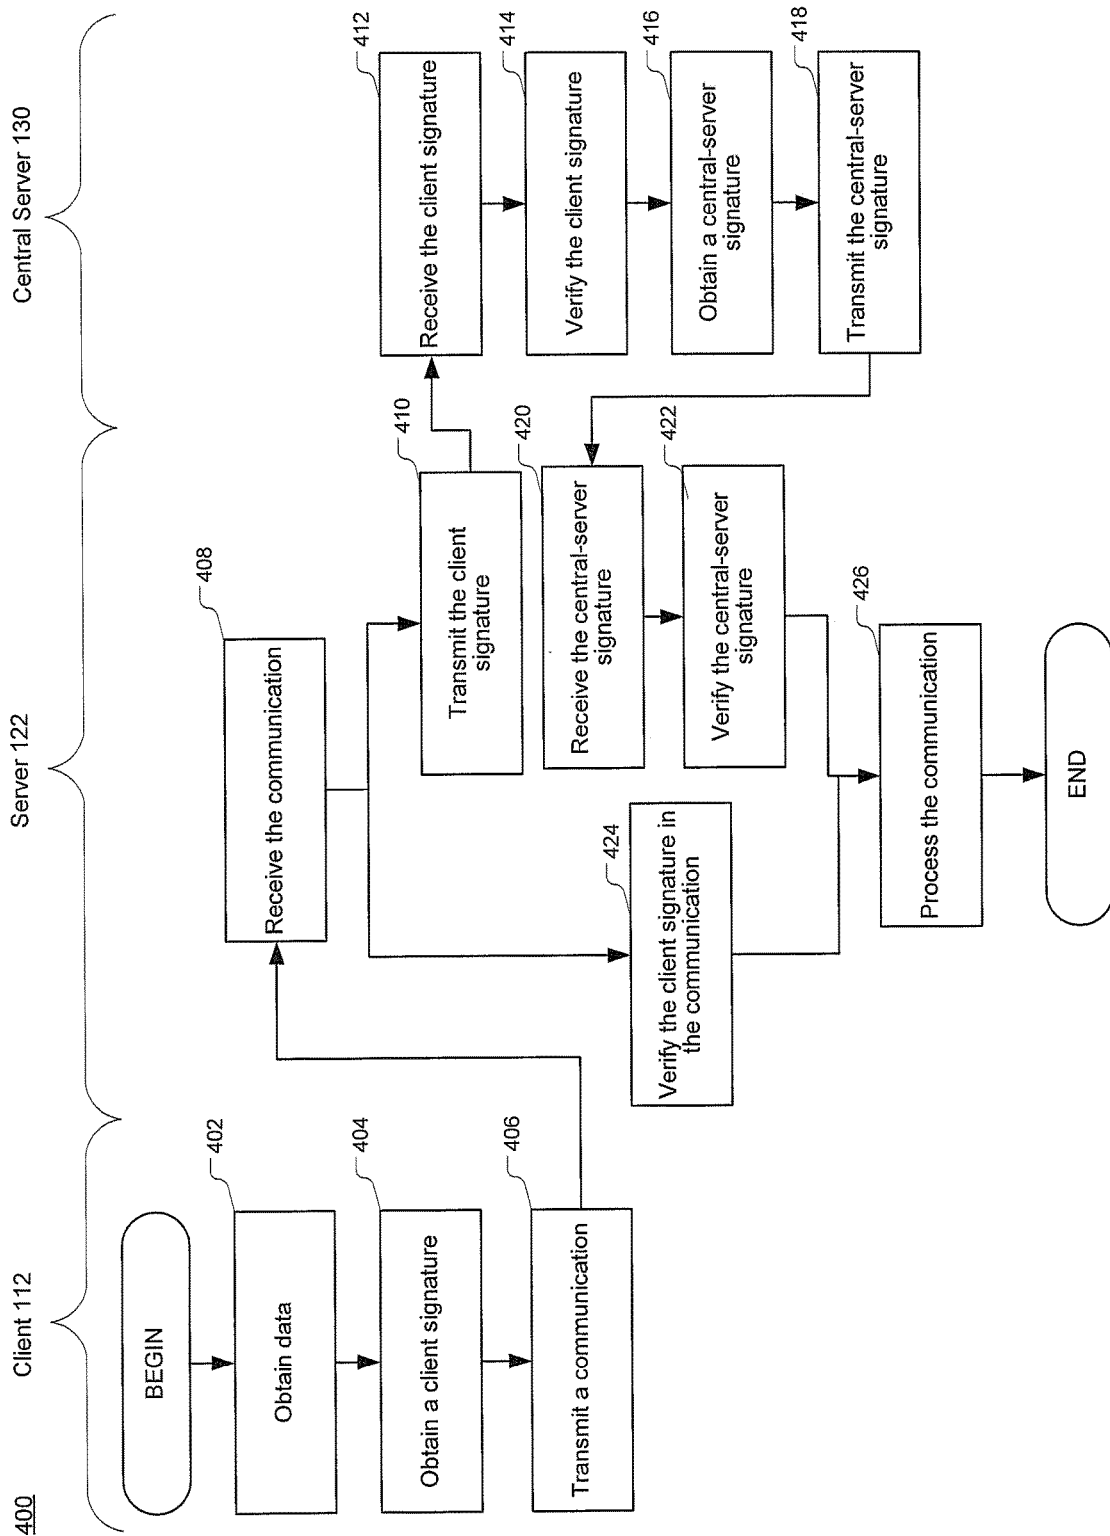 400
Client 112
Server 122
Central Server 130
BEGIN
402
Obtain data
404
Obtain a client signature
406
Transmit a communication
408
Receive the communication
410
Transmit the client
signature
412
Receive the client signature
414
Verify the client signature
416
Obtain a central-server
signature
418
Transmit the central-server
signature
420
Receive the central-server
signature
422
Verify the central-server
signature
424
Verify the client signature in
the communication
426
Process the communication
END